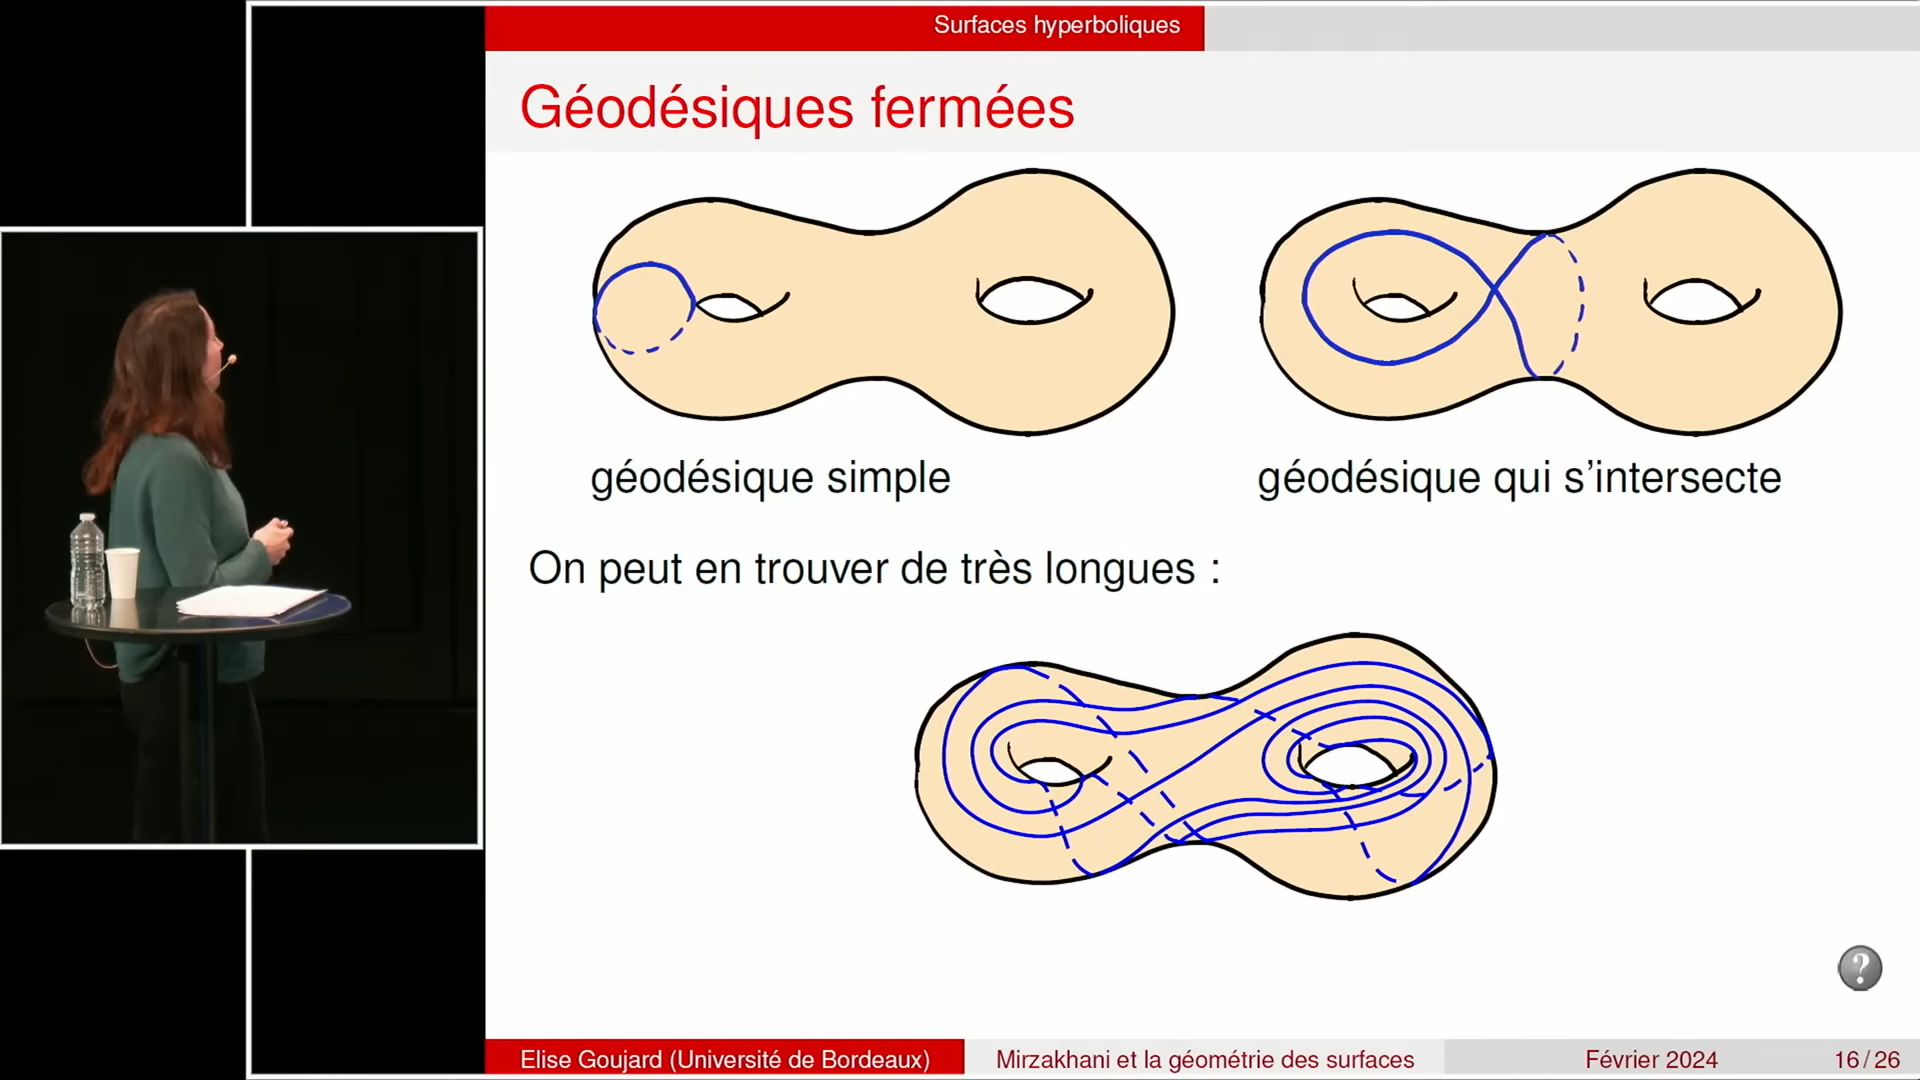 Surfaces hyperboliques
Géodésiques fermées
géodésique simple
géodésique qui s'intersecte
On peut en trouver de très longues :
?
Elise Goujard (Université de Bordeaux)
Mirzakhani et la géométrie des surfaces
Février 2024
16 / 26